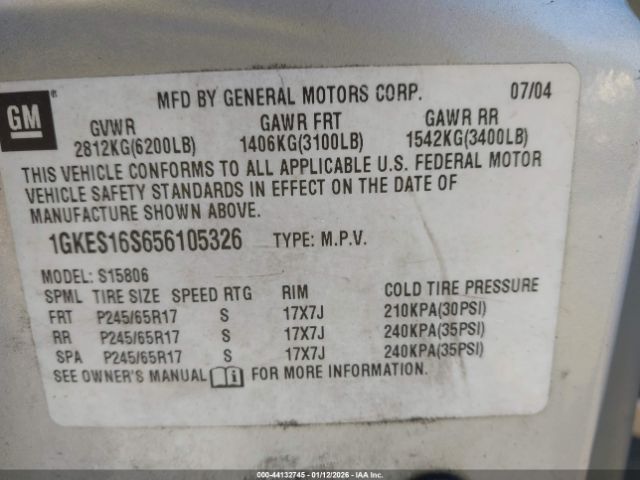 GM
®
MFD BY GENERAL MOTORS CORP. 07/04
GVWR GAWR FRT GAWR RR
2812KG(6200LB) 1406KG(3100LB) 1542KG(3400LB)
THIS VEHICLE CONFORMS TO ALL APPLICABLE U.S. FEDERAL MOTOR
VEHICLE SAFETY STANDARDS IN EFFECT ON THE DATE OF
MANUFACTURE SHOWN ABOVE.
1GKES16S656105326 TYPE: M.P.V.
MODEL: S15806
SPML TIRE SIZE SPEED RTG RIM COLD TIRE PRESSURE
FRT P245/65R17 S 17X7J 210KPA(30PSI)
RR P245/65R17 S 17X7J 240KPA(35PSI)
SPA P245/65R17 S 17X7J 240KPA(35PSI)
SEE OWNER'S MANUAL FOR MORE INFORMATION.
000-44132745 - 01/12/2026 - IAA Inc.